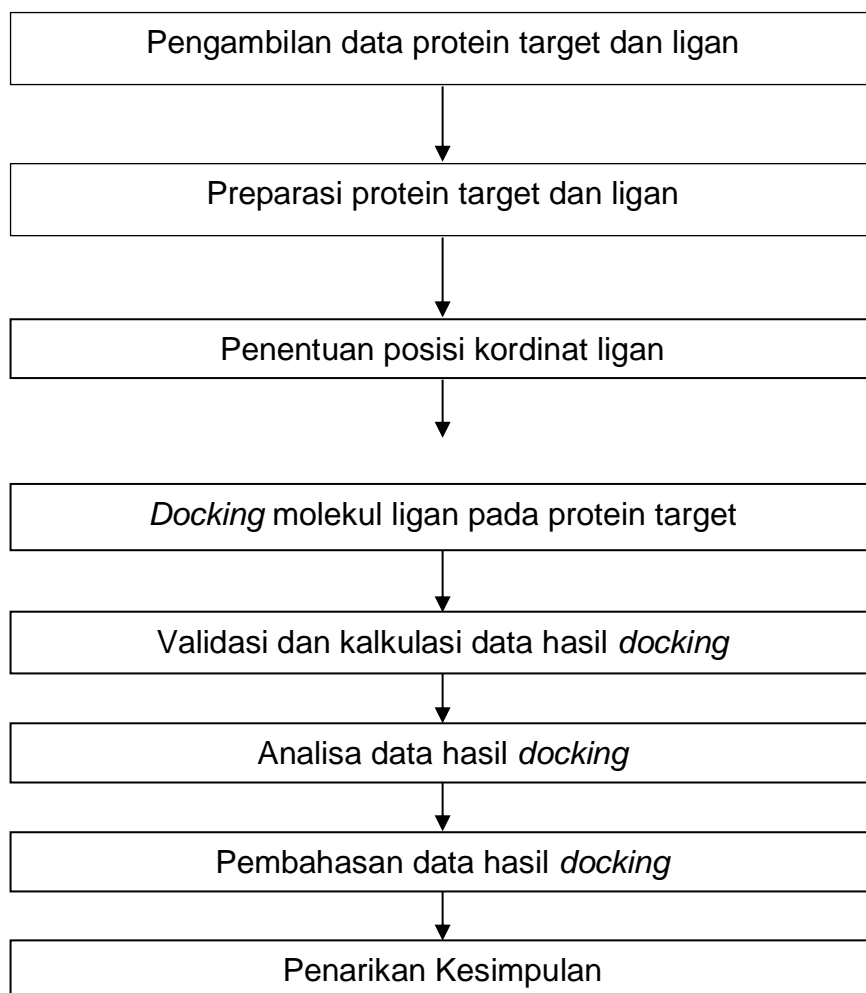 Pengambilan data protein target dan ligan
Preparasi protein target dan ligan
Penentuan posisi kordinat ligan
Docking molekul ligan pada protein target
Validasi dan kalkulasi data hasil docking
Analisa data hasil docking
Pembahasan data hasil docking
Penarikan Kesimpulan